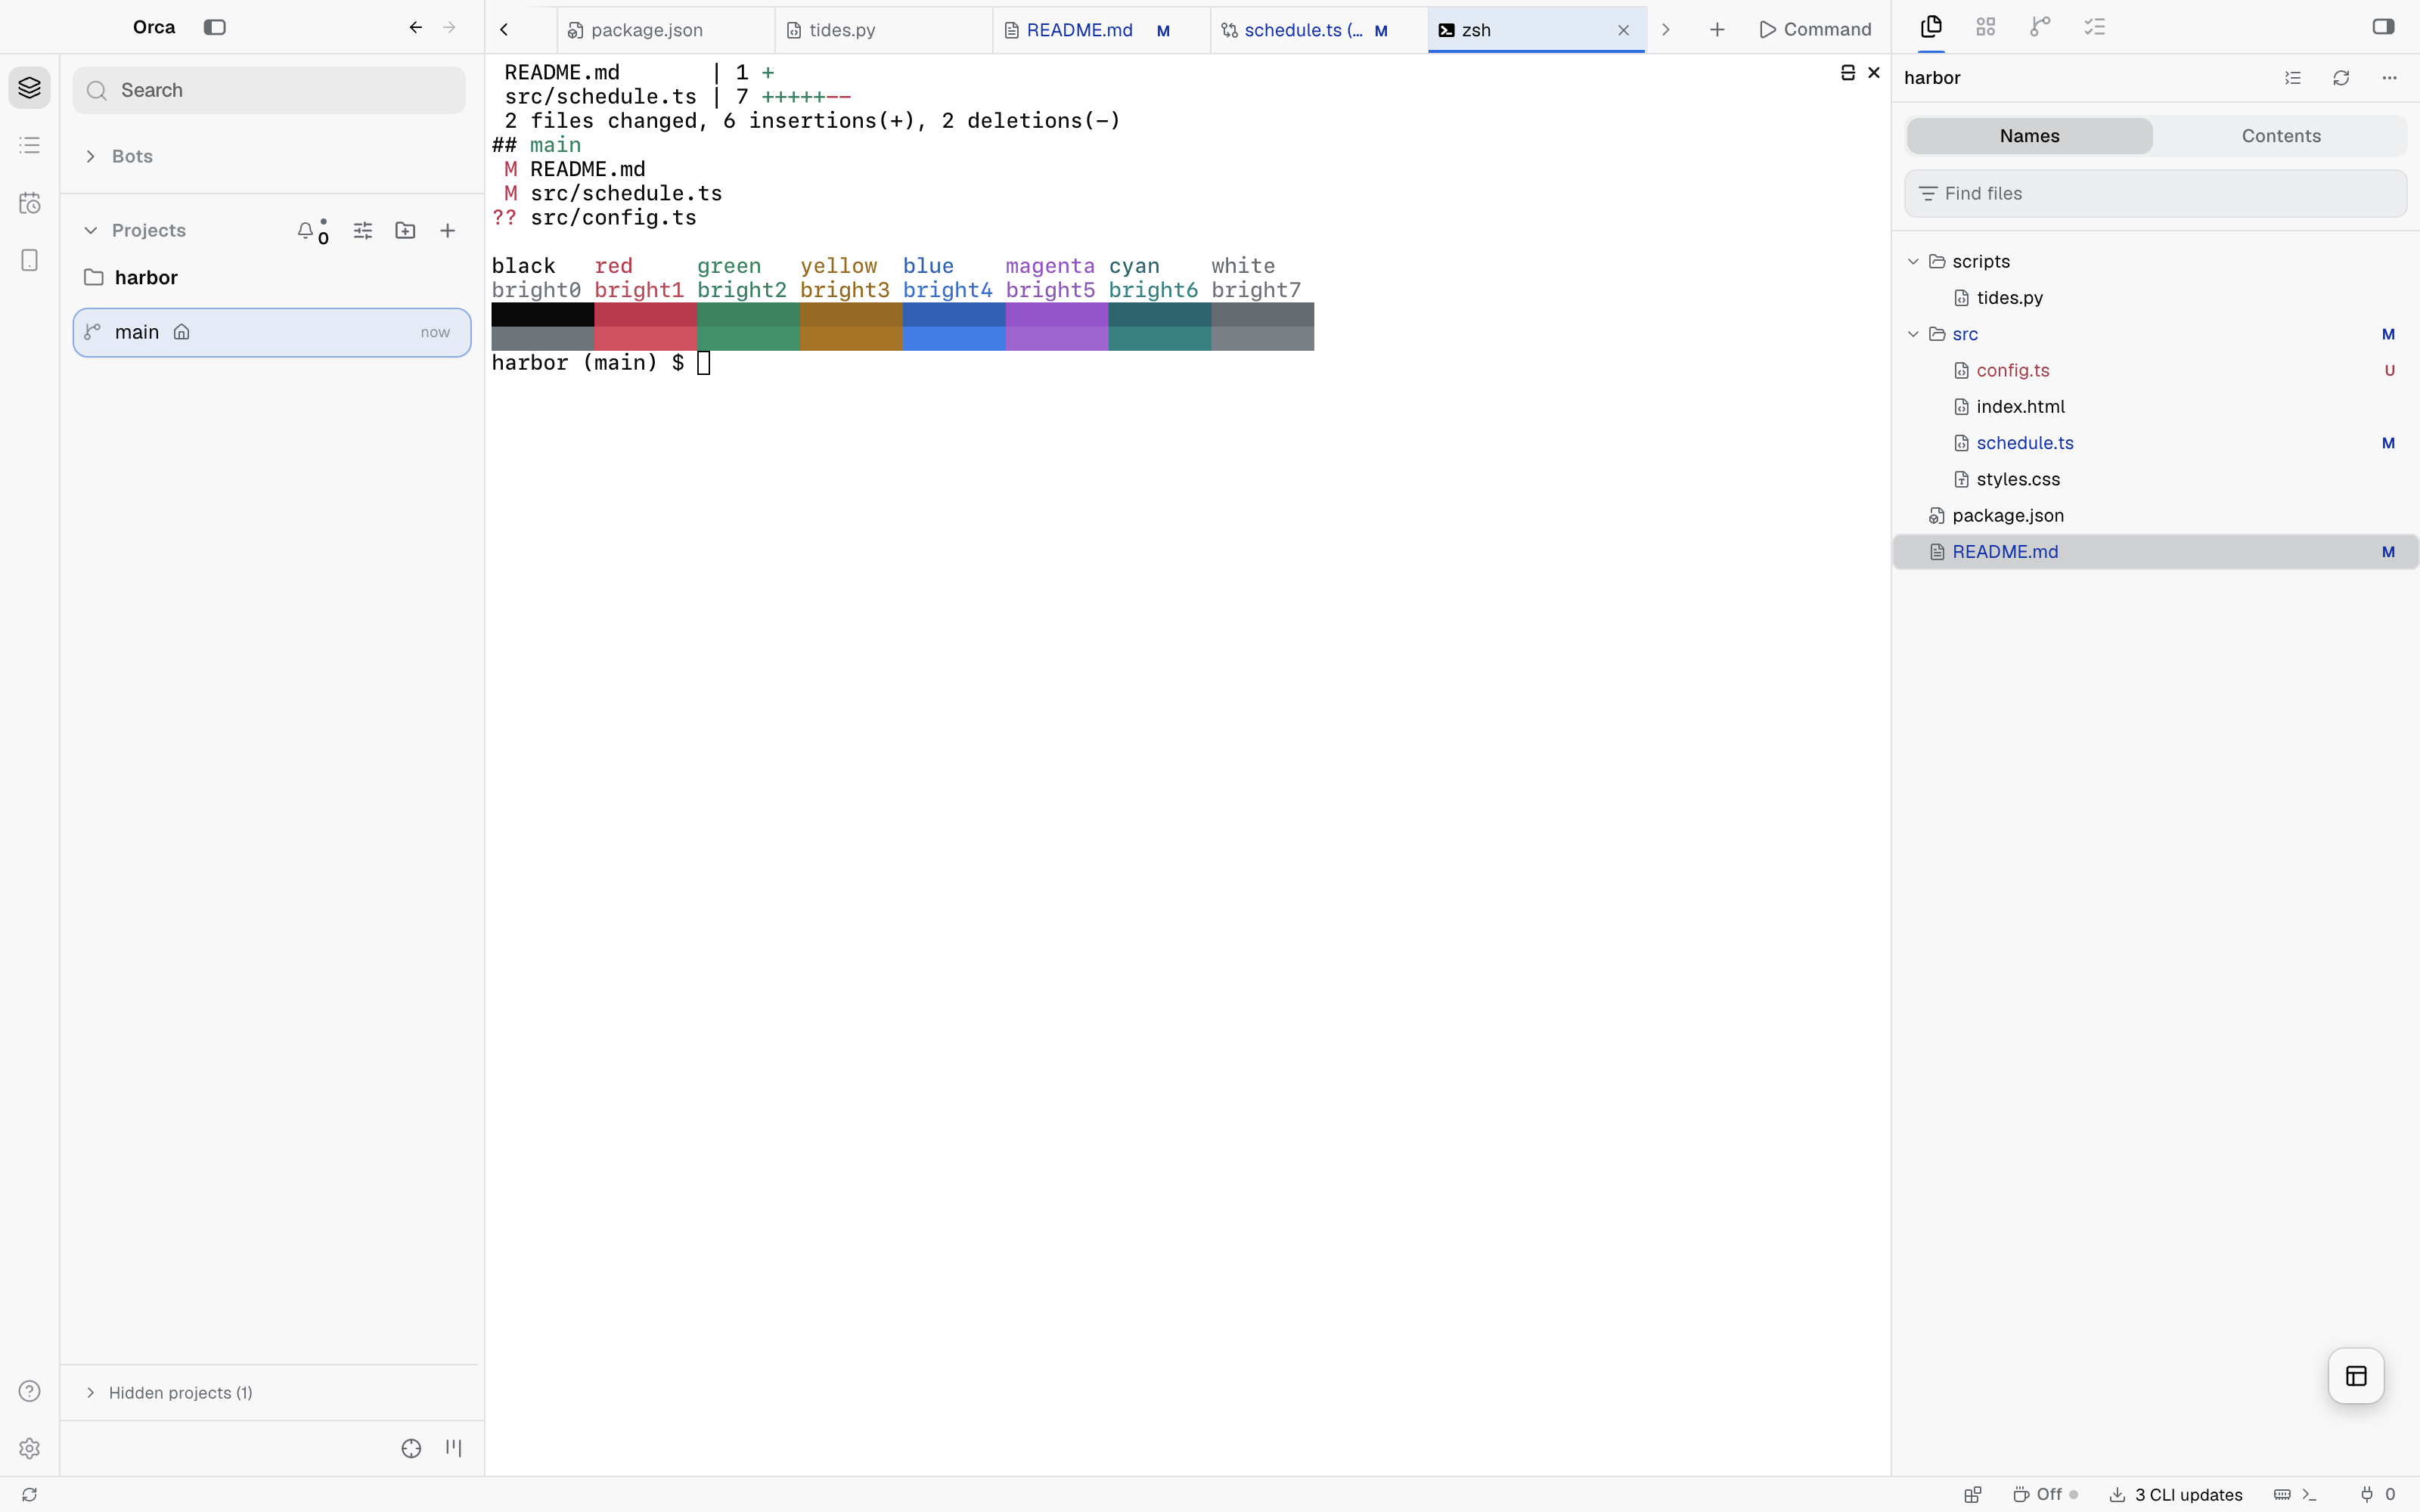 Orca
package.json
tides.py
README.md M
schedule.ts (... M
zsh
Command
Search
Bots
Projects
0
harbor
main
now
Hidden projects (1)
README.md | 1 +
src/schedule.ts | 7 +++++--
2 files changed, 6 insertions(+), 2 deletions(-)
## main
M README.md
M src/schedule.ts
?? src/config.ts
black red green yellow blue magenta cyan white
bright0 bright1 bright2 bright3 bright4 bright5 bright6 bright7
harbor (main) $
harbor
Names
Contents
Find files
scripts
tides.py
src M
config.ts U
index.html
schedule.ts M
styles.css
package.json
README.md M
Off
3 CLI updates
0